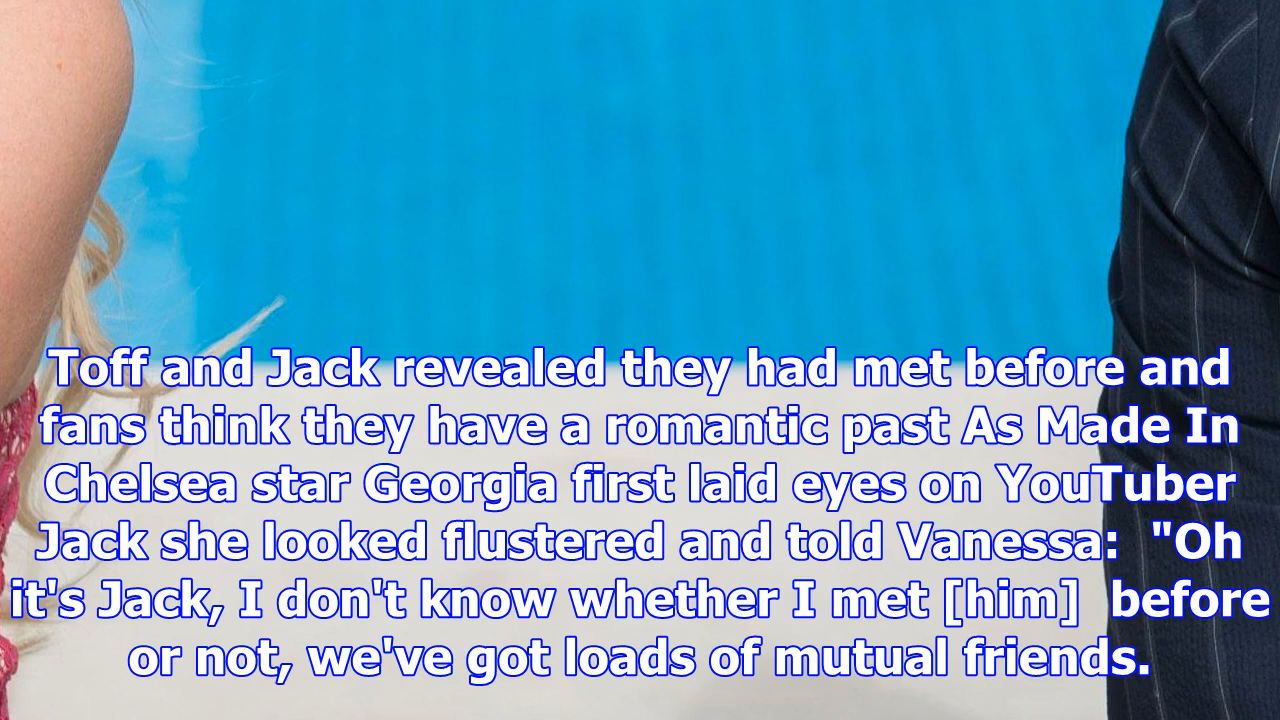 Toff and Jack revealed they had met before and
fans think they have a romantic past As Made In
Chelsea star Georgia first laid eyes on YouTuber
Jack she looked flustered and told Vanessa:  "Oh
it's Jack, I don't know whether I met [him]  before
or not, we've got loads of mutual friends.